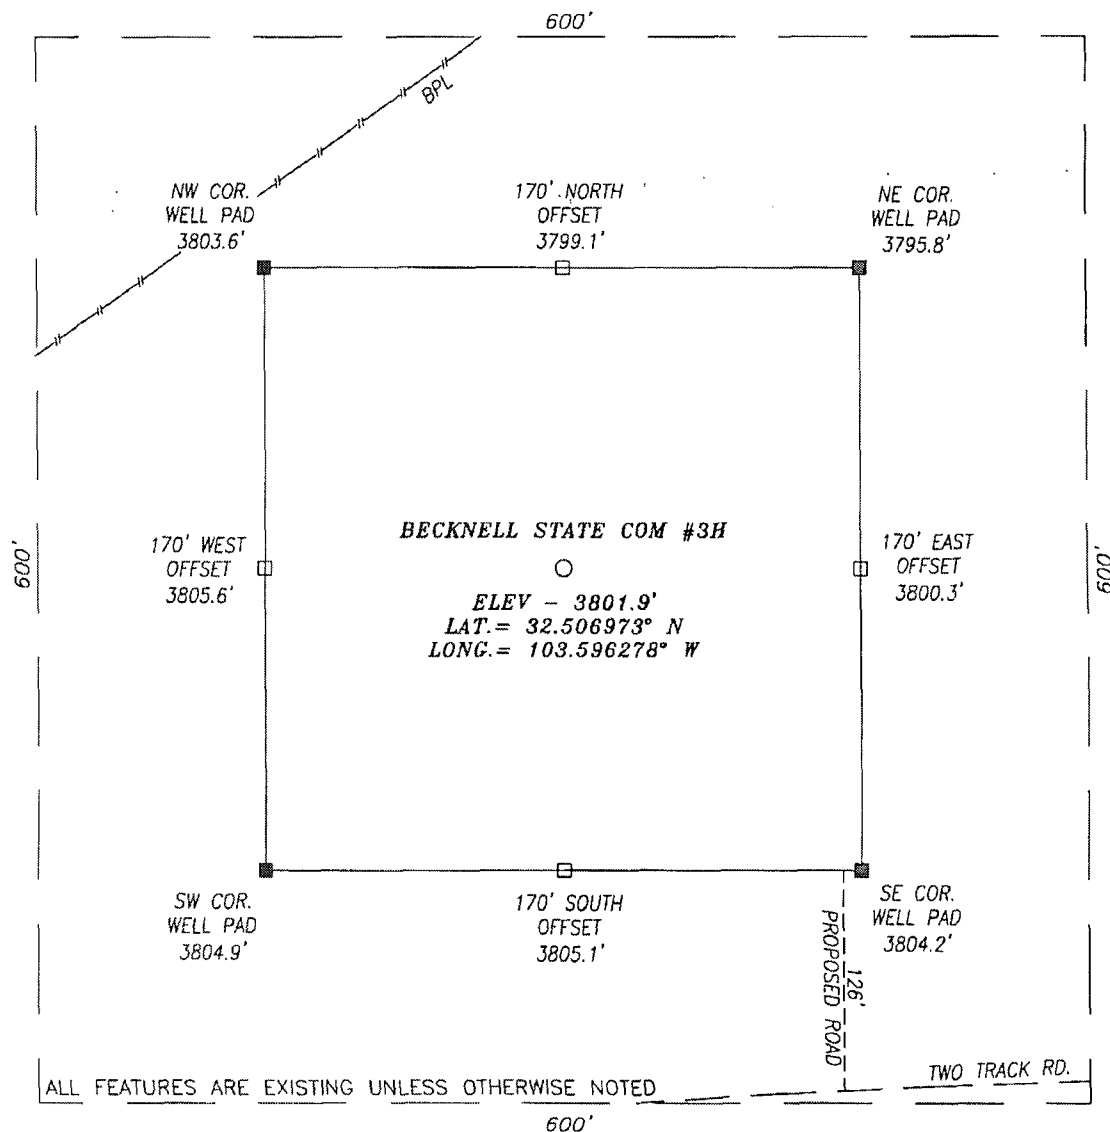 600'
BPL
NW COR.
WELL PAD
3803.6'
170' NORTH
OFFSET
3799.1'
NE COR.
WELL PAD
3795.8'
600'
170' WEST
OFFSET
3805.6'
BECKNELL STATE COM #3H
ELEV - 3801.9'
LAT.= 32.506973° N
LONG.= 103.596278° W
170' EAST
OFFSET
3800.3'
600'
SW COR.
WELL PAD
3804.9'
170' SOUTH
OFFSET
3805.1'
SE COR.
WELL PAD
3804.2'
126'
PROPOSED ROAD
TWO TRACK RD.
ALL FEATURES ARE EXISTING UNLESS OTHERWISE NOTED
600'